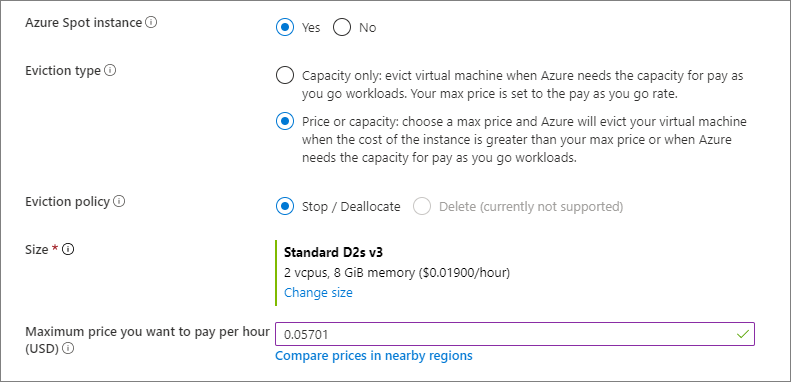 Azure Spot instance
Yes
No
Eviction type
Capacity only: evict virtual machine when Azure needs the capacity for pay as
you go workloads. Your max price is set to the pay as you go rate.
Price or capacity: choose a max price and Azure will evict your virtual machine
when the cost of the instance is greater than your max price or when Azure
needs the capacity for pay as you go workloads.
Eviction policy
Stop / Deallocate
Delete (currently not supported)
Size *
Standard D2s v3
2 vcpus, 8 GiB memory ($0.01900/hour)
Change size
Maximum price you want to pay per hour
(USD)
0.05701
Compare prices in nearby regions